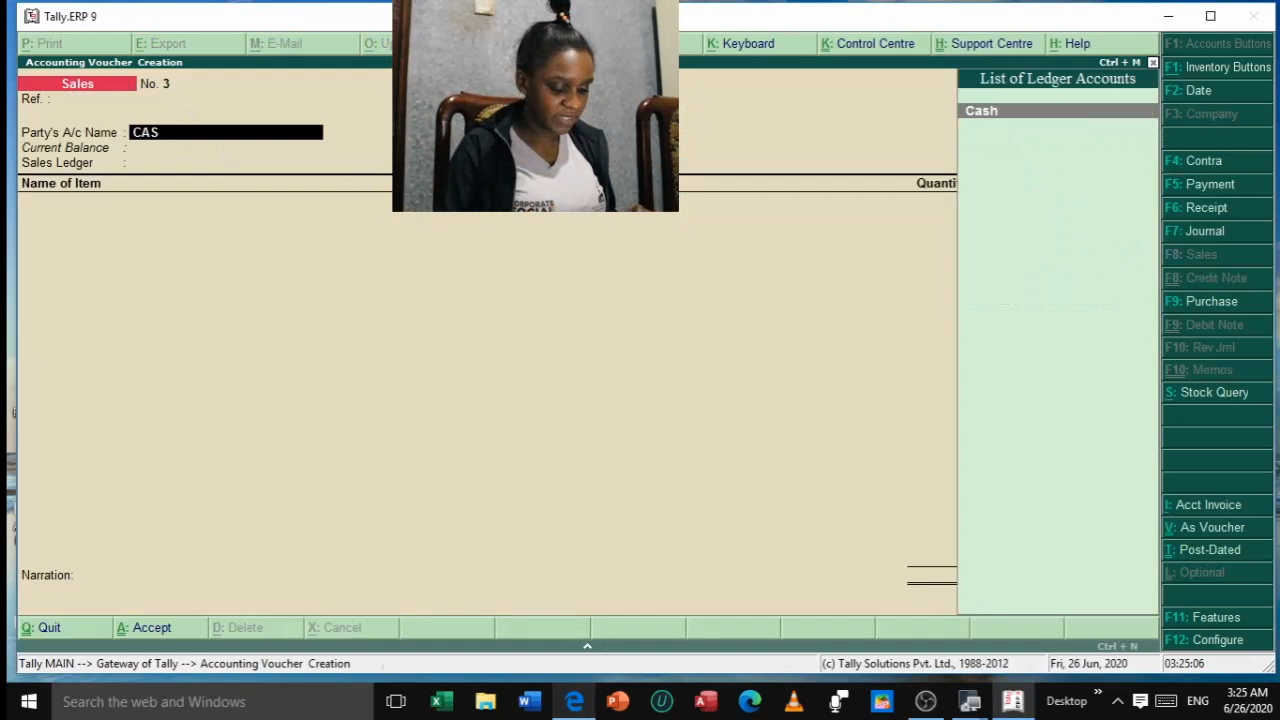 Tally.ERP 9
P: Print
E: Export
M: E-Mail
K: Keyboard
K: Control Centre
H: Support Centre
H: Help
Accounting Voucher Creation
Ctrl + M
Sales
No. 3
Ref. :
Party's A/c Name : CAS
Current Balance :
Sales Ledger :
Name of Item
Quanti
Narration:
List of Ledger Accounts
Cash
F1: Accounts Buttons
F1: Inventory Buttons
F2: Date
F3: Company
F4: Contra
F5: Payment
F6: Receipt
F7: Journal
F8: Sales
F8: Credit Note
F9: Purchase
F9: Debit Note
F10: Rev Jrnl
F10: Memos
S: Stock Query
I: Acct Invoice
V: As Voucher
T: Post-Dated
L: Optional
F11: Features
F12: Configure
Q: Quit
A: Accept
D: Delete
X: Cancel
Ctrl + N
Tally MAIN --> Gateway of Tally --> Accounting Voucher Creation
(c) Tally Solutions Pvt. Ltd., 1988-2012
Fri, 26 Jun, 2020
03:25:06
Search the web and Windows
Desktop
ENG
3:25 AM
6/26/2020